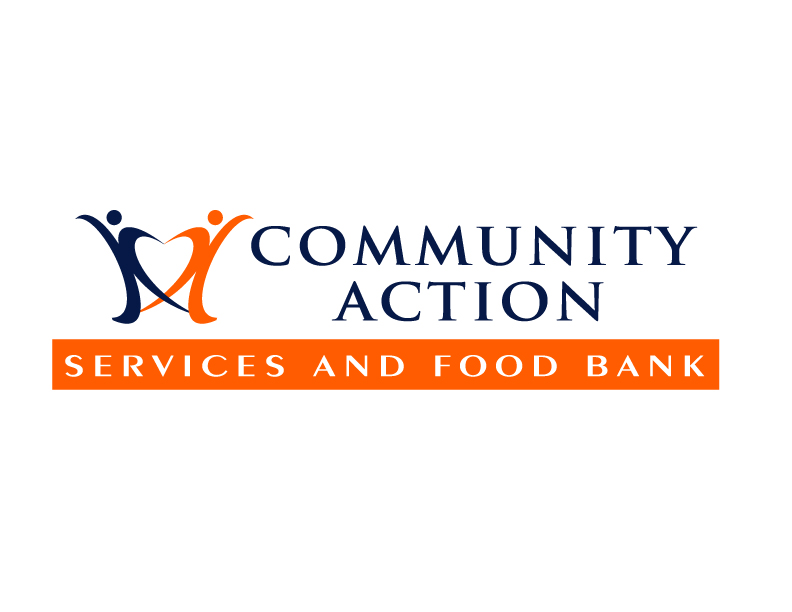 COMMUNITY
ACTION
SERVICES AND FOOD BANK